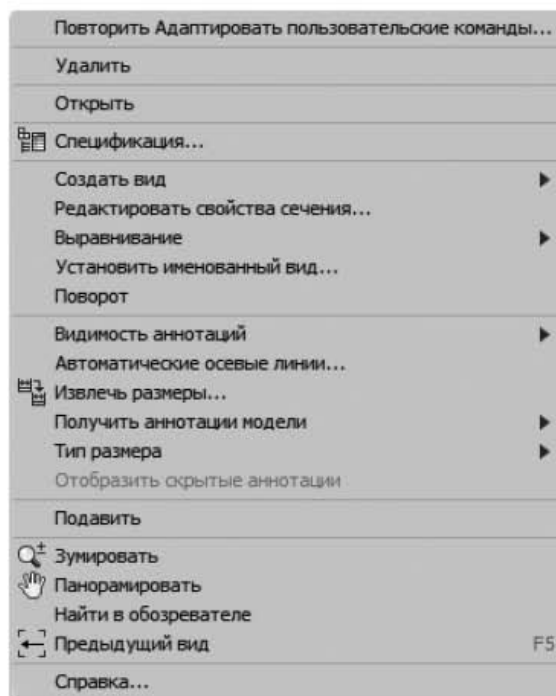 Повторить Адаптировать пользовательские команды...
Удалить
Открыть
Спецификация...
Создать вид
Редактировать свойства сечения...
Выравнивание
Установить именованный вид...
Поворот
Видимость аннотаций
Автоматические осевые линии...
Извлечь размеры...
Получить аннотации модели
Тип размера
Отобразить скрытые аннотации
Подавить
Зумировать
Панорамировать
Найти в обозревателе
Предыдущий вид F5
Справка...